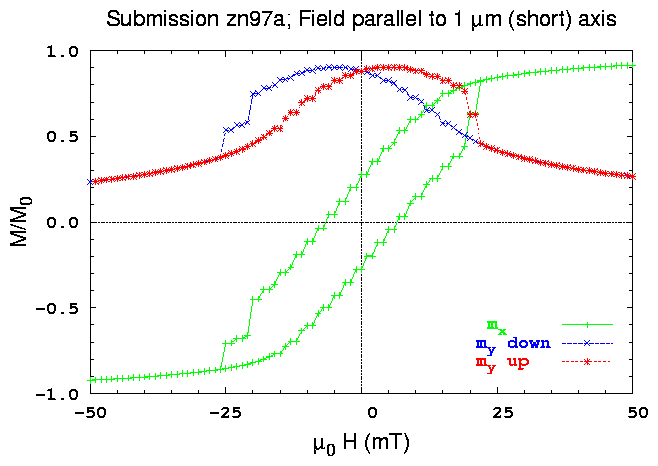 Submission zn97a; Field parallel to 1 μm (short) axis
1.0
0.5
0.0
-0.5
-1.0
M/M0
mx
my down
my up
-50 -25 0 25 50
μ0 H (mT)